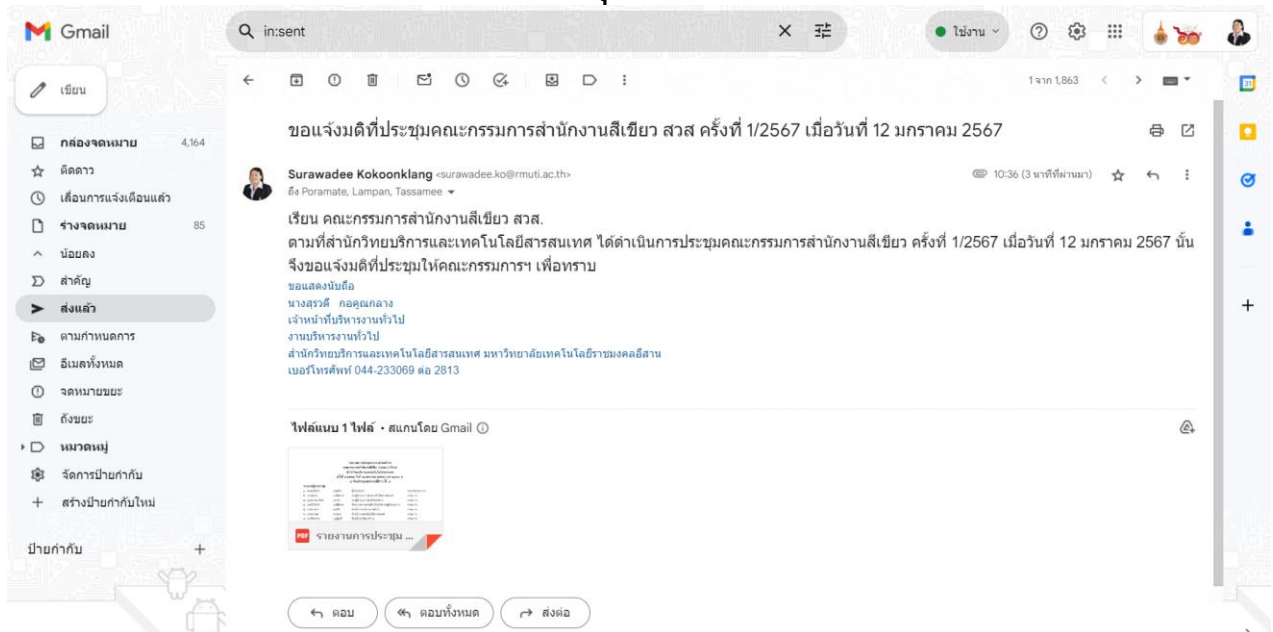 Gmail
in:sent
ใช้งาน
เขียน
1 จาก 1,863
31
กล่องจดหมาย 4,164
ติดดาว
เลื่อนการแจ้งเตือนแล้ว
ร่างจดหมาย 85
น้อยลง
สำคัญ
ส่งแล้ว
ตามกำหนดการ
อีเมลทั้งหมด
จดหมายขยะ
ถังขยะ
หมวดหมู่
จัดการป้ายกำกับ
สร้างป้ายกำกับใหม่
ป้ายกำกับ
ขอแจ้งมติที่ประชุมคณะกรรมการสำนักงานสีเขียว สวส ครั้งที่ 1/2567 เมื่อวันที่ 12 มกราคม 2567
Surawadee Kokoonklang <surawadee.ko@rmuti.ac.th>
10:36 (3 นาทีที่ผ่านมา)
ถึง Poramate, Lampan, Tassamee
เรียน คณะกรรมการสำนักงานสีเขียว สวส.
ตามที่สำนักวิทยบริการและเทคโนโลยีสารสนเทศ ได้ดำเนินการประชุมคณะกรรมการสำนักงานสีเขียว ครั้งที่ 1/2567 เมื่อวันที่ 12 มกราคม 2567 นั้น
จึงขอแจ้งมติที่ประชุมให้คณะกรรมการฯ เพื่อทราบ
ขอแสดงนับถือ
นางสุรวดี กอคูณกลาง
เจ้าหน้าที่บริหารงานทั่วไป
งานบริหารงานทั่วไป
สำนักวิทยบริการและเทคโนโลยีสารสนเทศ มหาวิทยาลัยเทคโนโลยีราชมงคลอีสาน
เบอร์โทรศัพท์ 044-233069 ต่อ 2813
ไฟล์แนบ 1 ไฟล์ • สแกนโดย Gmail
PDF รายงานการประชุม ...
ตอบ
ตอบทั้งหมด
ส่งต่อ